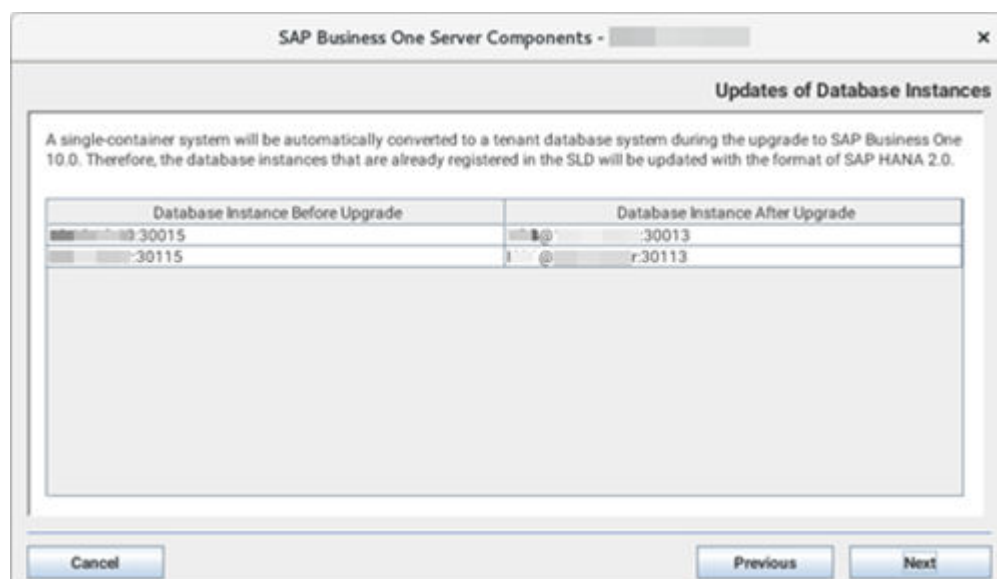 SAP Business One Server Components -
×
Updates of Database Instances
A single-container system will be automatically converted to a tenant database system during the upgrade to SAP Business One
10.0. Therefore, the database instances that are already registered in the SLD will be updated with the format of SAP HANA 2.0.
Database Instance Before Upgrade Database Instance After Upgrade
:30015 @ :30013
:30115 @ r:30113
Cancel Previous Next